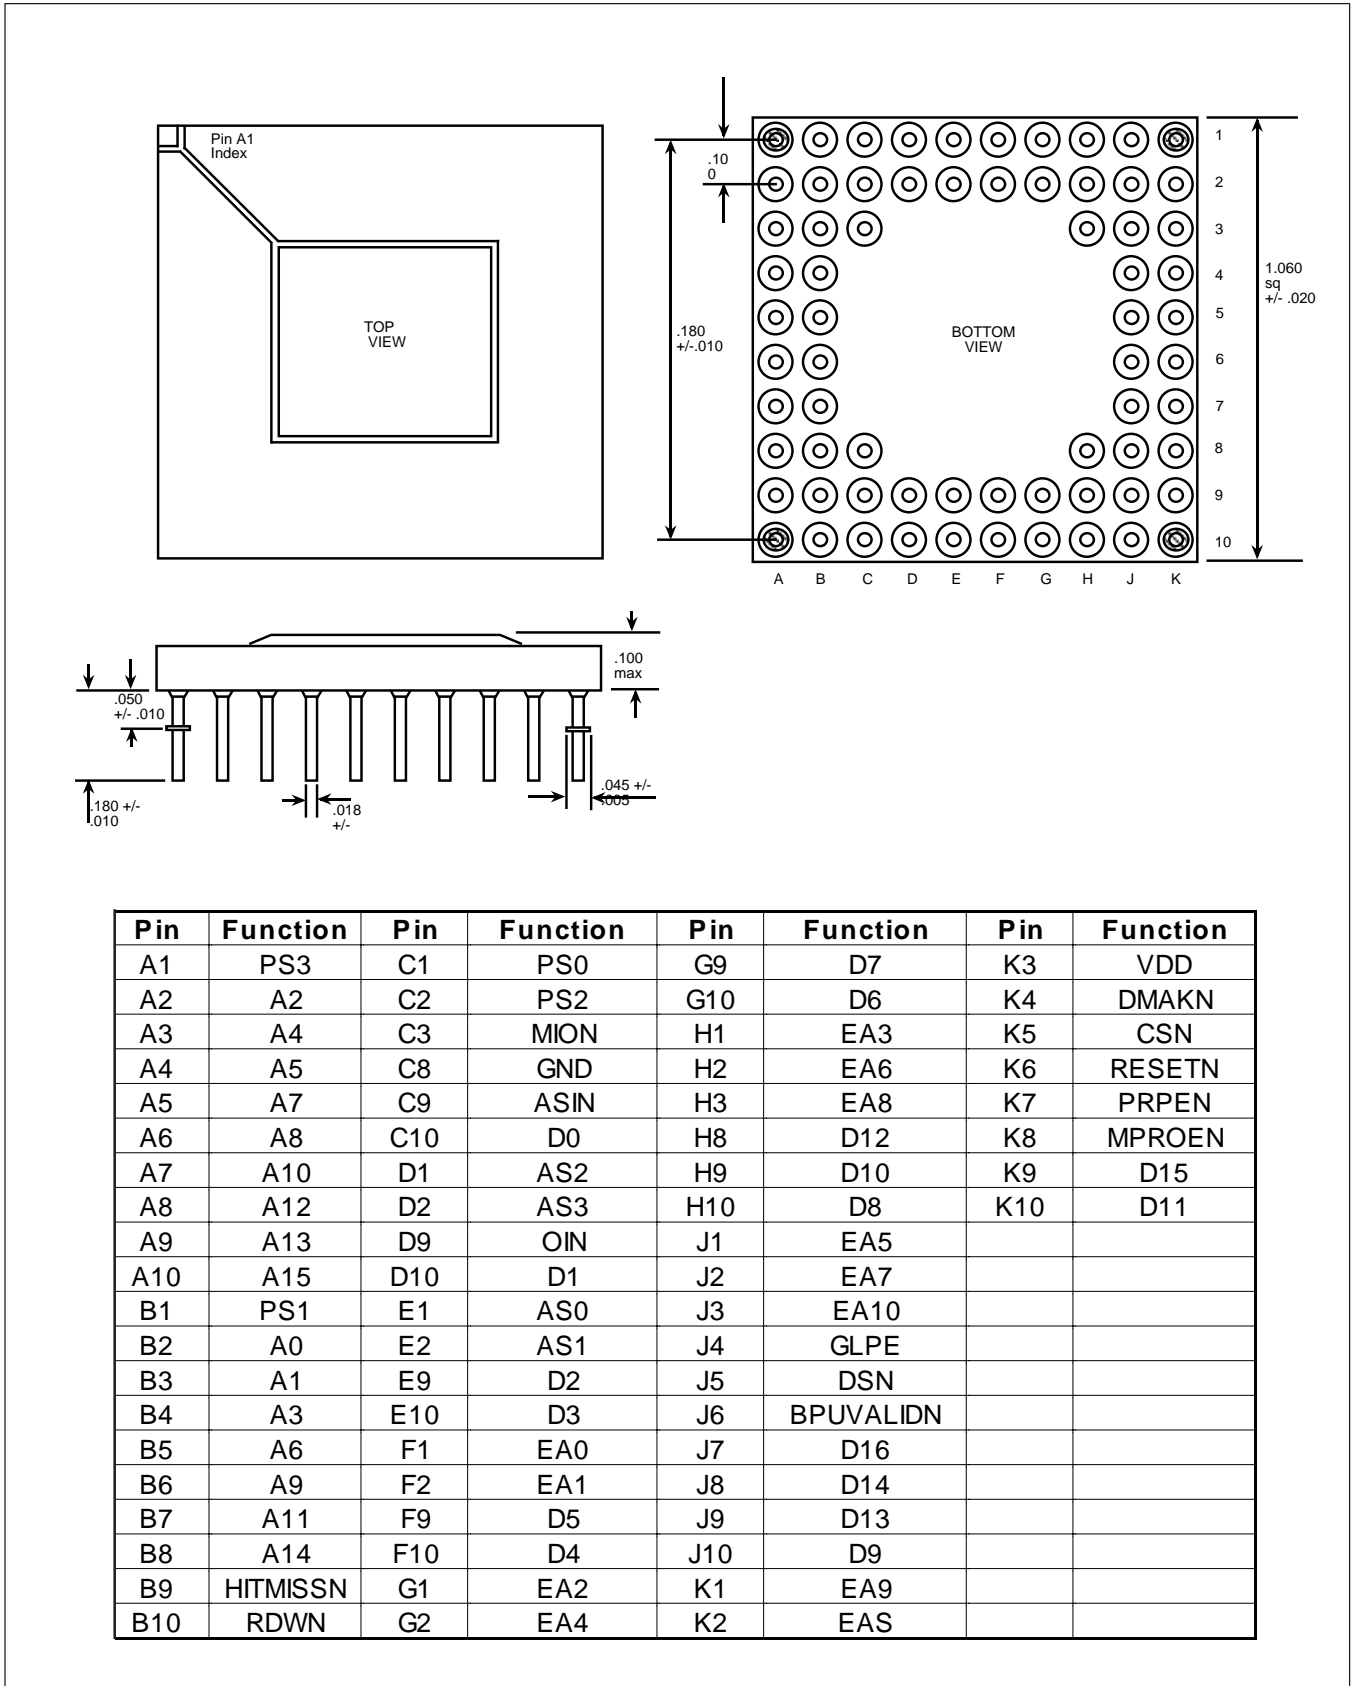 Pin A1
Index
TOP
VIEW
.10
0
.180
+/-.010
BOTTOM
VIEW
1
2
3
4
5
6
7
8
9
10
1.060
sq
+/- .020
A B C D E F G H J K
.100
max
.050
+/- .010
.180 +/-
.010
.018
+/-
.045 +/-
.005
Pin Function Pin Function Pin Function Pin Function
A1 PS3 C1 PS0 G9 D7 K3 VDD
A2 A2 C2 PS2 G10 D6 K4 DMAKN
A3 A4 C3 MION H1 EA3 K5 CSN
A4 A5 C8 GND H2 EA6 K6 RESETN
A5 A7 C9 ASIN H3 EA8 K7 PRPEN
A6 A8 C10 D0 H8 D12 K8 MPROEN
A7 A10 D1 AS2 H9 D10 K9 D15
A8 A12 D2 AS3 H10 D8 K10 D11
A9 A13 D9 OIN J1 EA5
A10 A15 D10 D1 J2 EA7
B1 PS1 E1 AS0 J3 EA10
B2 A0 E2 AS1 J4 GLPE
B3 A1 E9 D2 J5 DSN
B4 A3 E10 D3 J6 BPUVALIDN
B5 A6 F1 EA0 J7 D16
B6 A9 F2 EA1 J8 D14
B7 A11 F9 D5 J9 D13
B8 A14 F10 D4 J10 D9
B9 HITMISSN G1 EA2 K1 EA9
B10 RDWN G2 EA4 K2 EAS